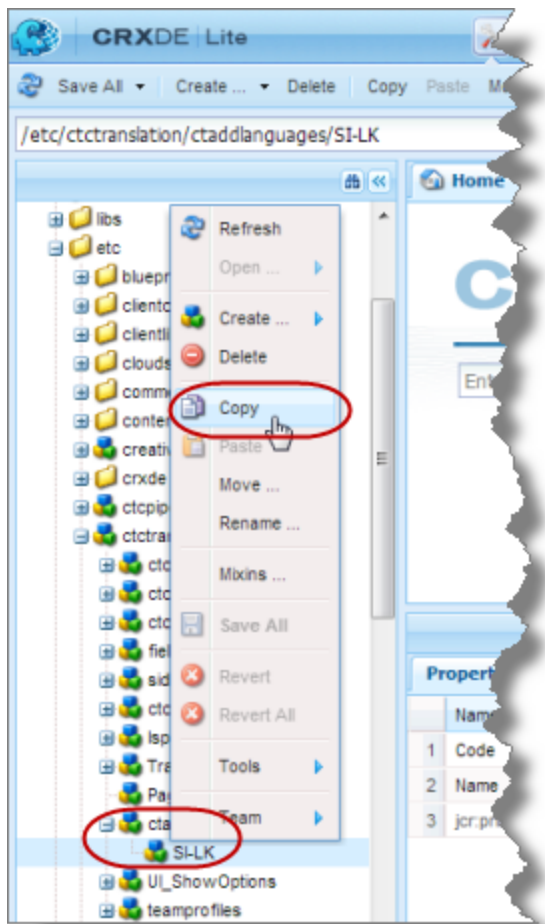 CRXDE Lite
Save All Create ... Delete Copy Paste
/etc/ctctranslation/ctaddlanguages/SI-LK
Home
libs
etc
Refresh
Open ...
Create ...
Delete
Copy
Paste
Move ...
Rename ...
Mixins ...
Save All
Revert
Revert All
Tools
Team
crxde
SI-LK
UI_ShowOptions
teamprofiles
1 Code
2 Name
3